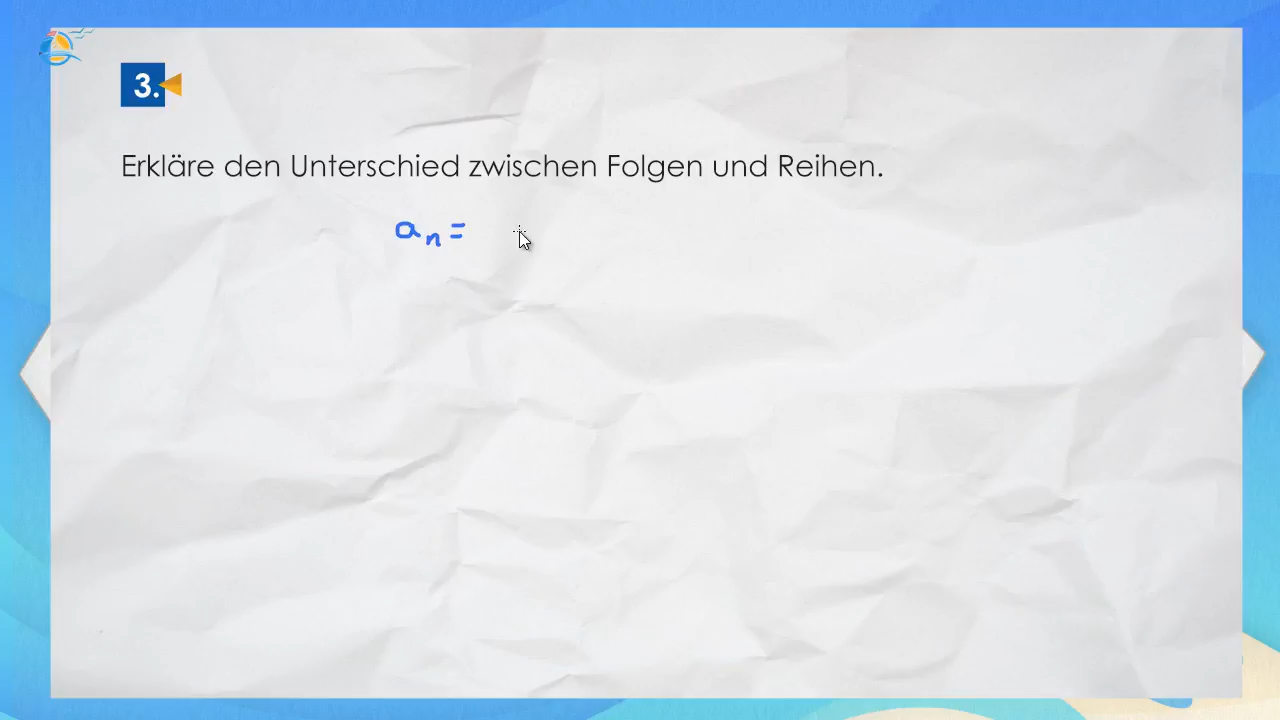 3.
Erkläre den Unterschied zwischen Folgen und Reihen.
aₙ =